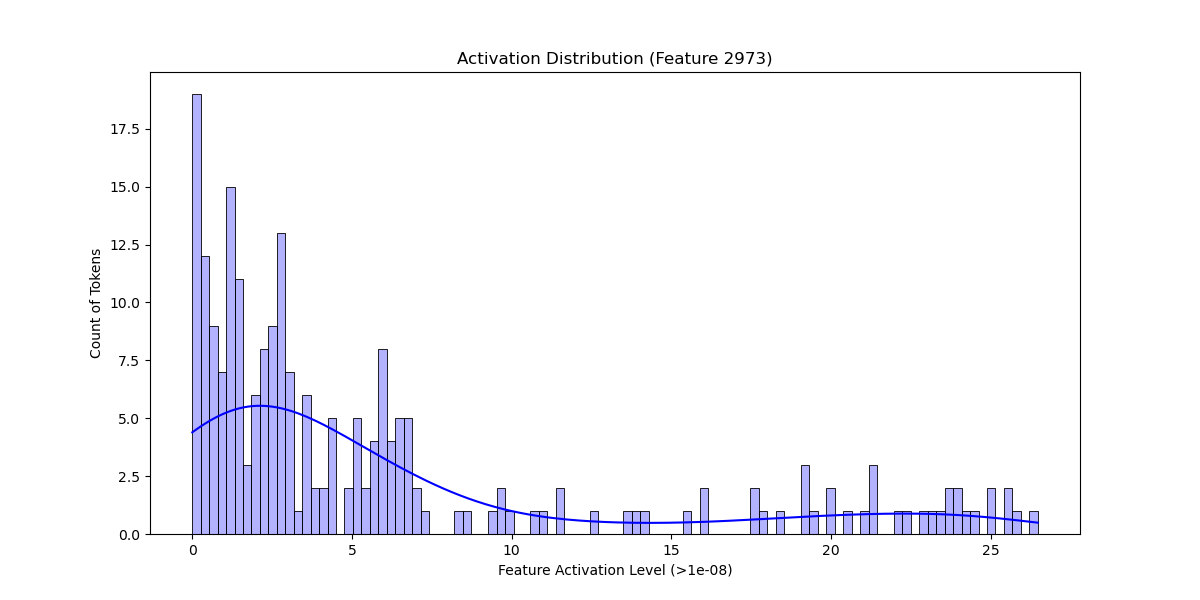 Activation Distribution (Feature 2973)
Count of Tokens
17.5
15.0
12.5
10.0
7.5
5.0
2.5
0.0
0 5 10 15 20 25
Feature Activation Level (>1e-08)